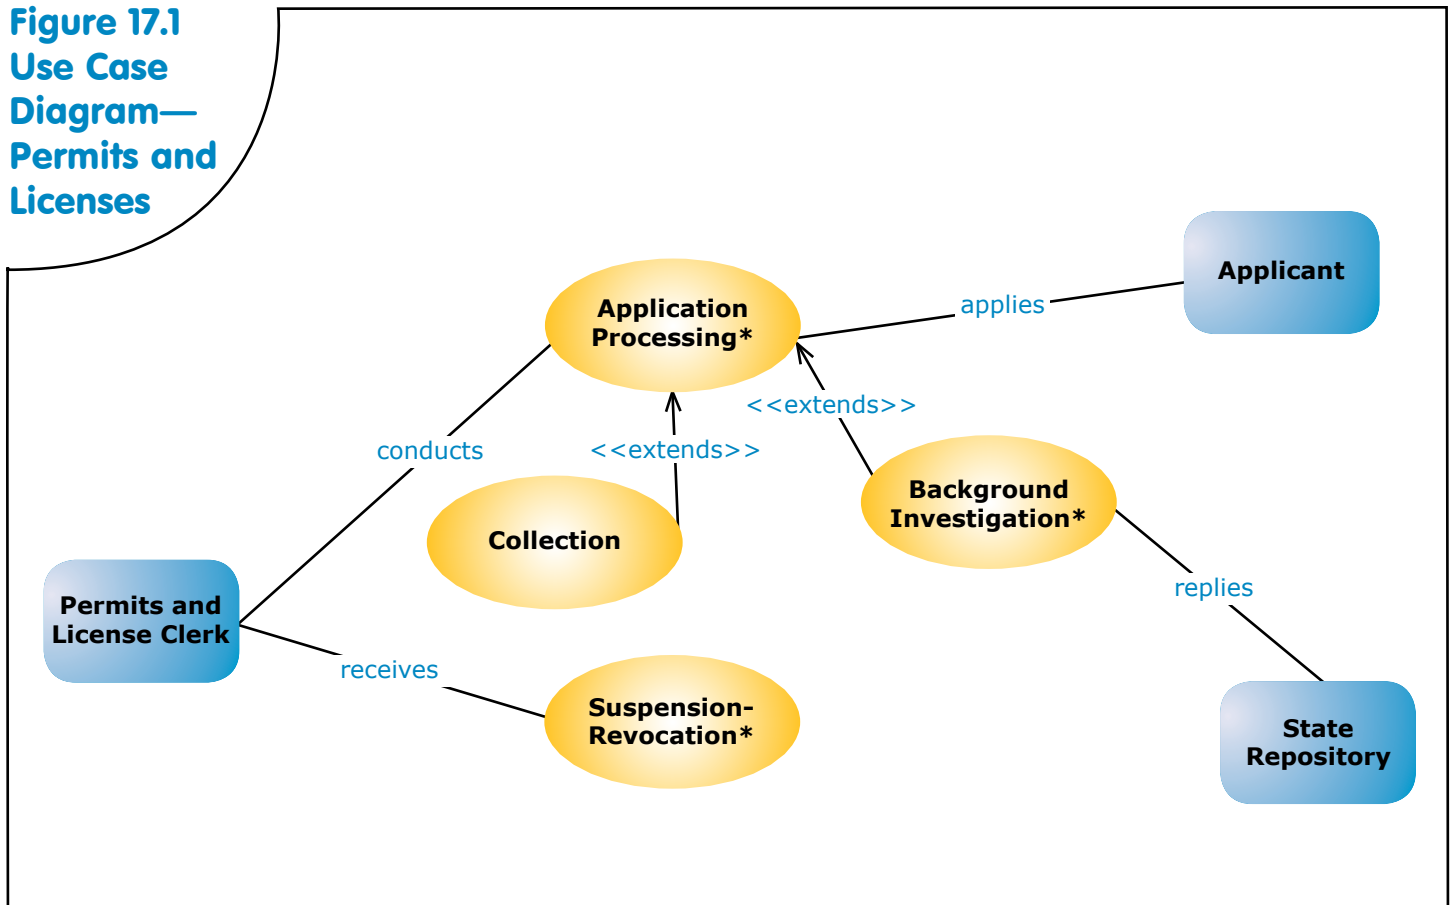 Figure 17.1
Use Case
Diagram—
Permits and
Licenses
Applicant
Application
Processing*
applies
<<extends>>
conducts
<<extends>>
Background
Investigation*
Collection
replies
Permits and
License Clerk
receives
Suspension-
Revocation*
State
Repository